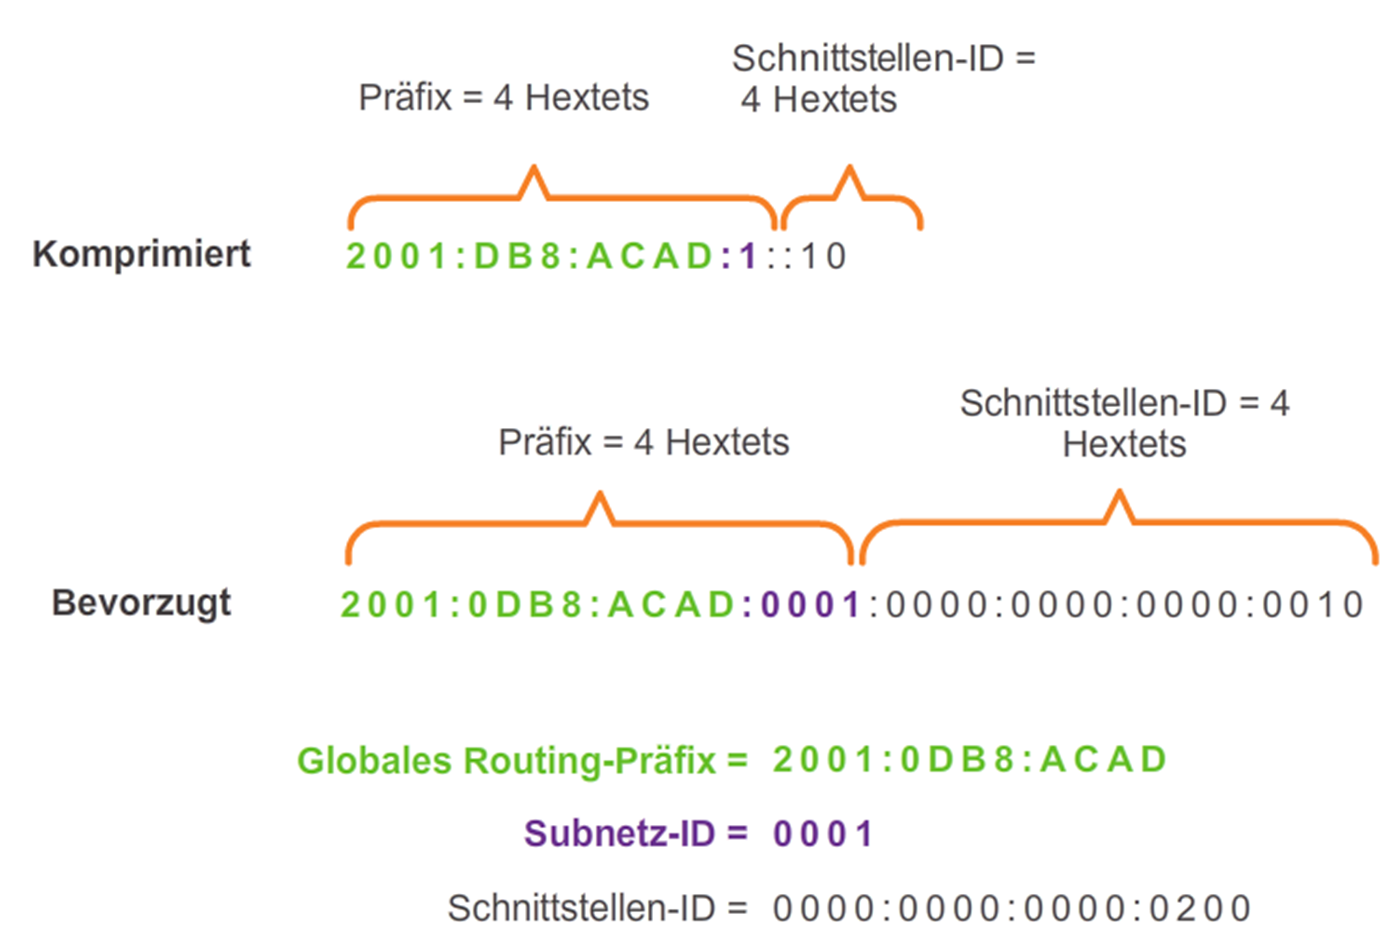 Schnittstellen-ID =
Präfix = 4 Hextets
4 Hextets
Komprimiert 2001:DB8:ACAD:1::10
Schnittstellen-ID = 4
Präfix = 4 Hextets
Hextets
Bevorzugt 2001:0DB8:ACAD:0001:0000:0000:0000:0010
Globales Routing-Präfix = 2001:0DB8:ACAD
Subnetz-ID = 0001
Schnittstellen-ID = 0000:0000:0000:0200